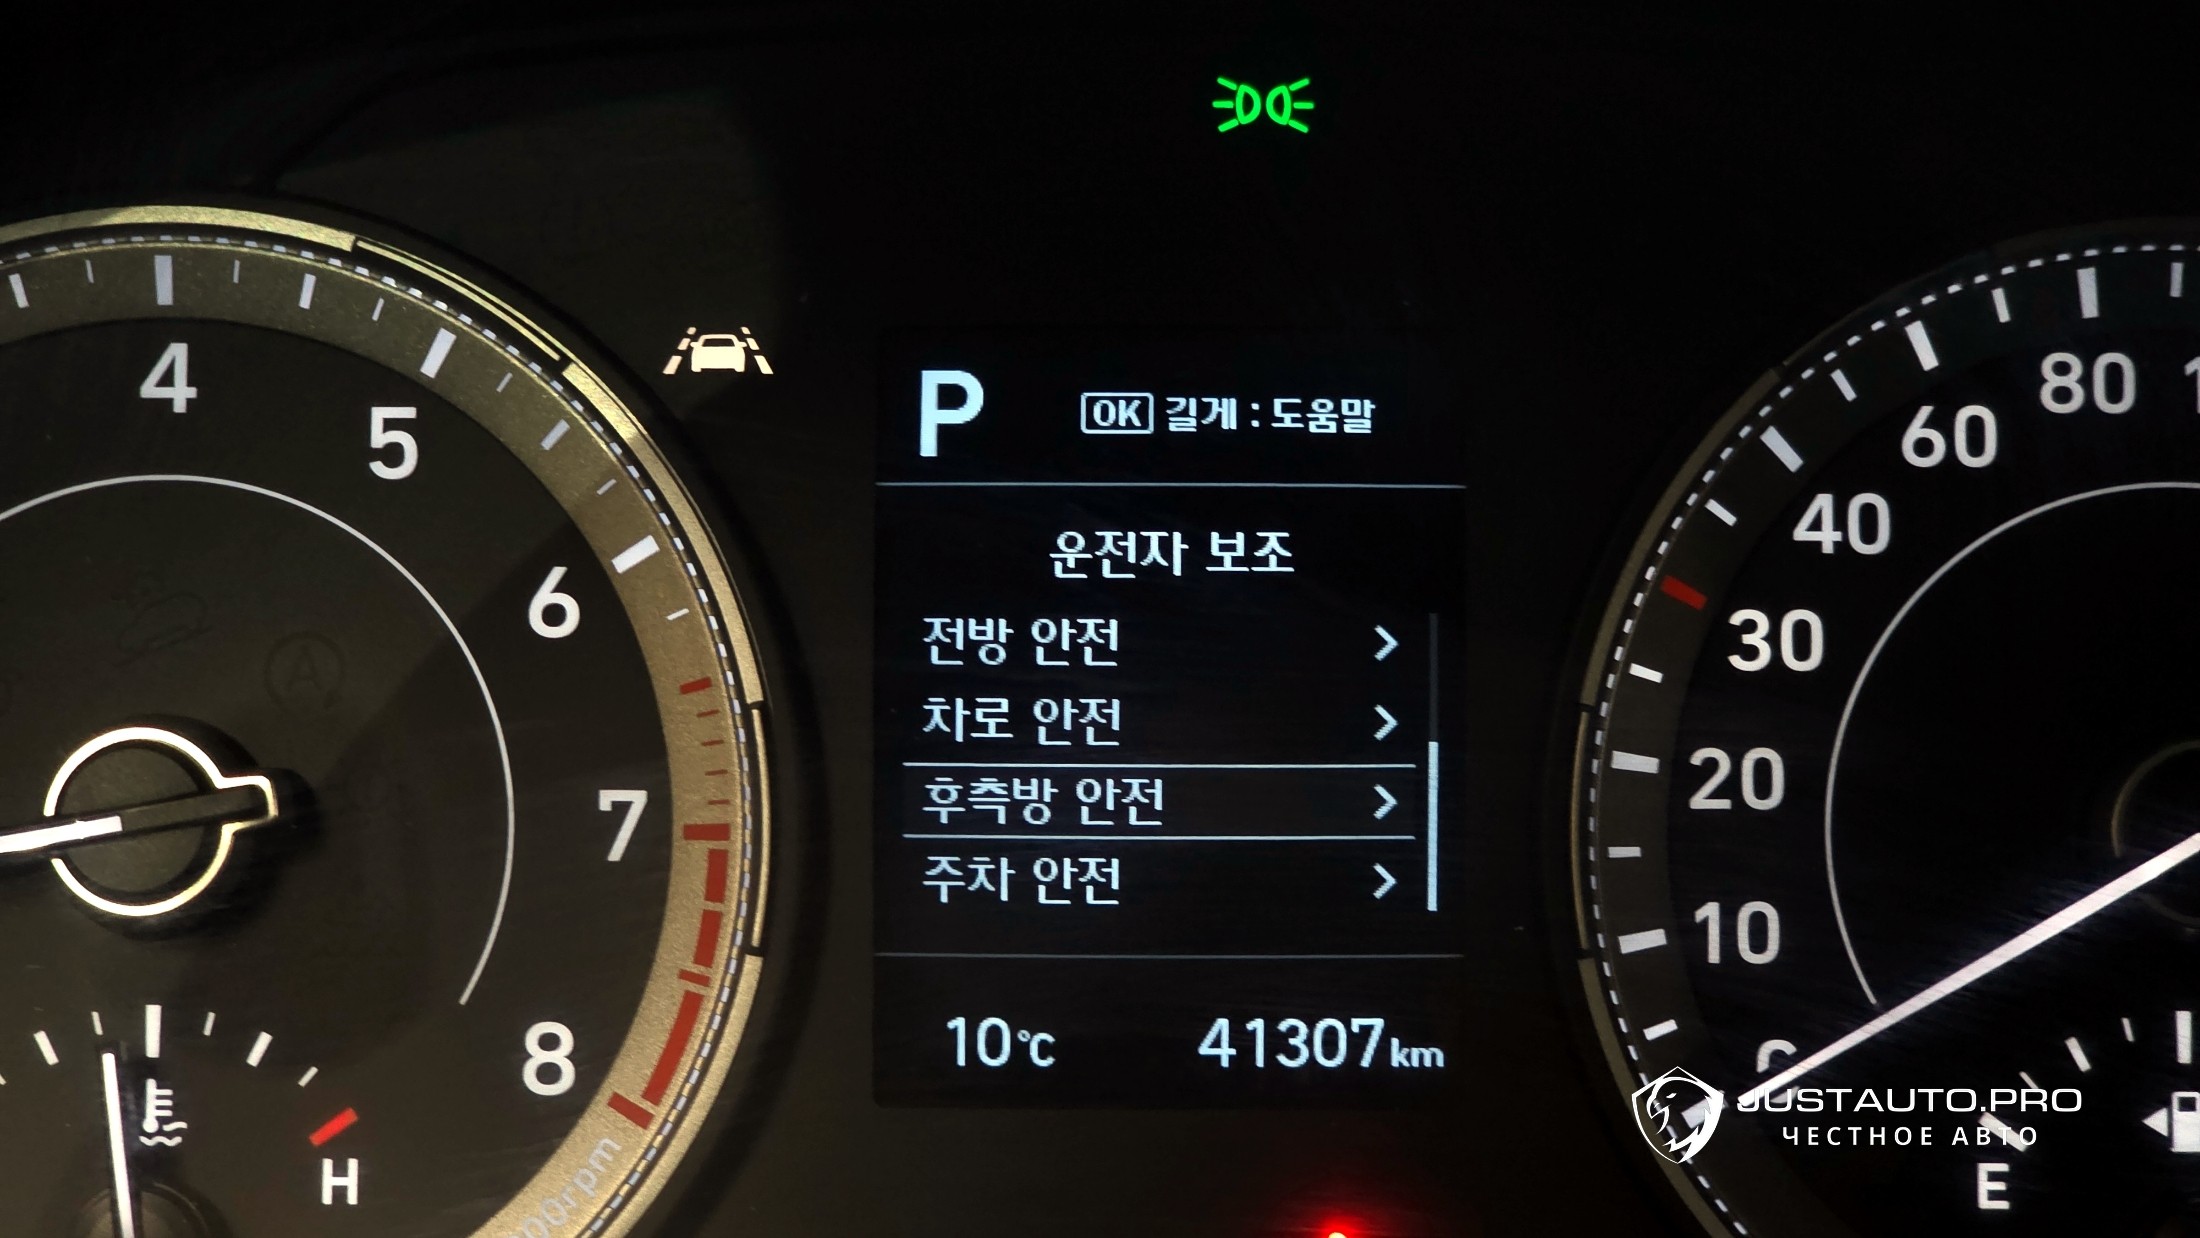 4
5
6
7
8
000rpm
H
P
OK 길게 : 도움말
운전자 보조
전방 안전
차로 안전
후측방 안전
주차 안전
10℃ 41307km
80
60
40
30
20
10
E
JUSTAUTO.PRO
ЧЕСТНОЕ АВТО